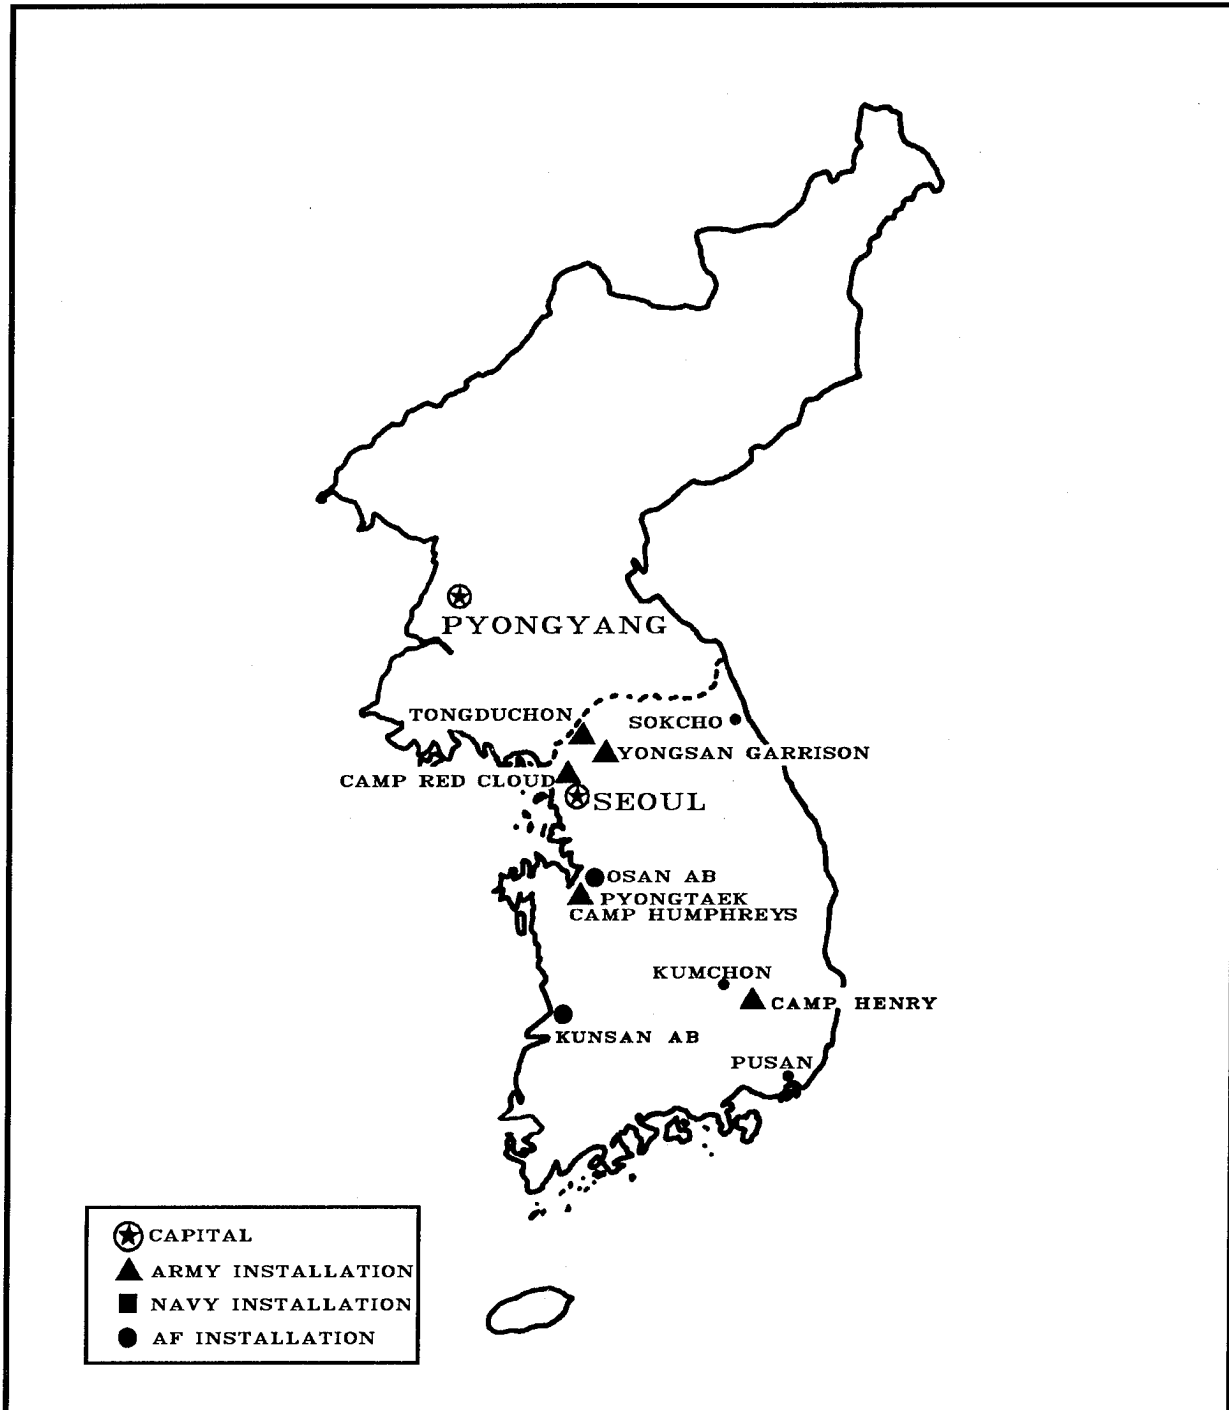 PYONGYANG
TONGDUCHON
SOKCHO
YONGSAN GARRISON
CAMP RED CLOUD
SEOUL
OSAN AB
PYONGTAEK
CAMP HUMPHREYS
KUMCHON
CAMP HENRY
KUNSAN AB
PUSAN
CAPITAL
ARMY INSTALLATION
NAVY INSTALLATION
AF INSTALLATION